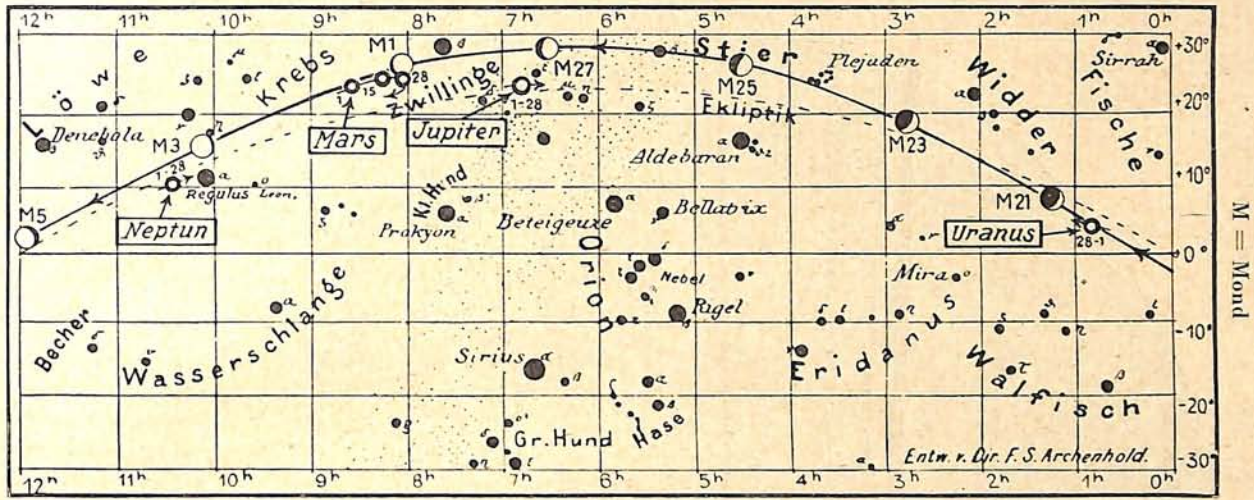 12h 11h 10h 9h 8h 7h 6h 5h 4h 3h 2h 1h 0h
+30°
+20°
0°
-10°
-20°
-30°
M1
M27
M25
M23
M21
M3
M5
Löwe
Krebs
Zwillinge
Stier
Widder
Fische
Sirrah
Plejuden
Ekliptik
Denebola
Mars
Jupiter
15
28
1-28
Aldebaran
1-28
Regulus Leon.
Neptun
Kl. Hund
Prokyon
Beteigeuze
Bellatrix
Orion
Nebel
Rigel
Uranus
28-1
Mira
Becher
Wasserschlange
Sirius
Eridanus
Walfisch
Gr. Hund
Hase
Entw. v. Dir. F. S. Archenhold.
12h 11h 10h 9h 8h 7h 6h 5h 4h 3h 2h 1h 0h
M = Mond